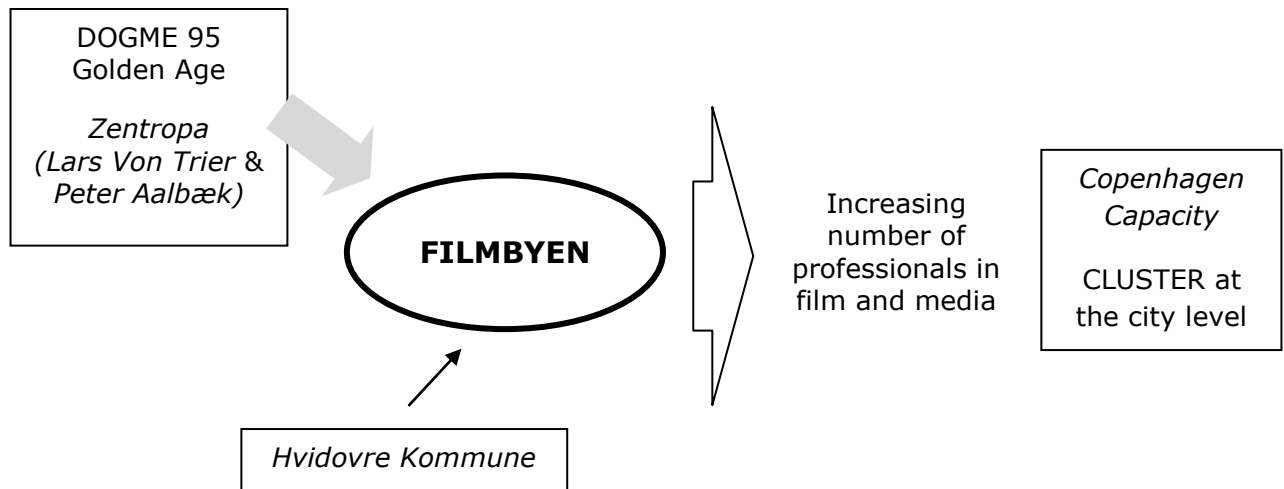 DOGME 95
Golden Age
Zentropa
(Lars Von Trier &
Peter Aalbæk)
FILMBYEN
Hvidovre Kommune
Increasing
number of
professionals in
film and media
Copenhagen
Capacity
CLUSTER at
the city level